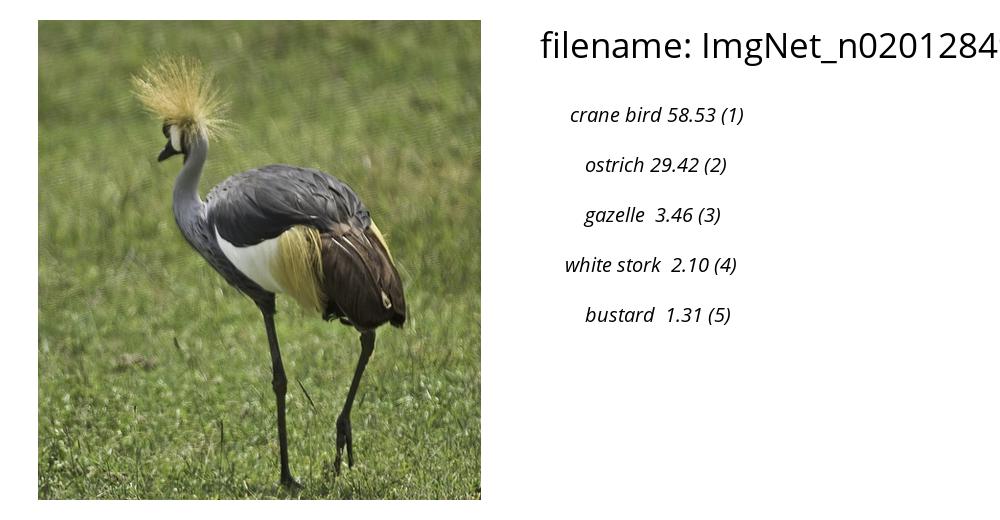 filename: ImgNet_n0201284
crane bird 58.53 (1)
ostrich 29.42 (2)
gazelle 3.46 (3)
white stork 2.10 (4)
bustard 1.31 (5)